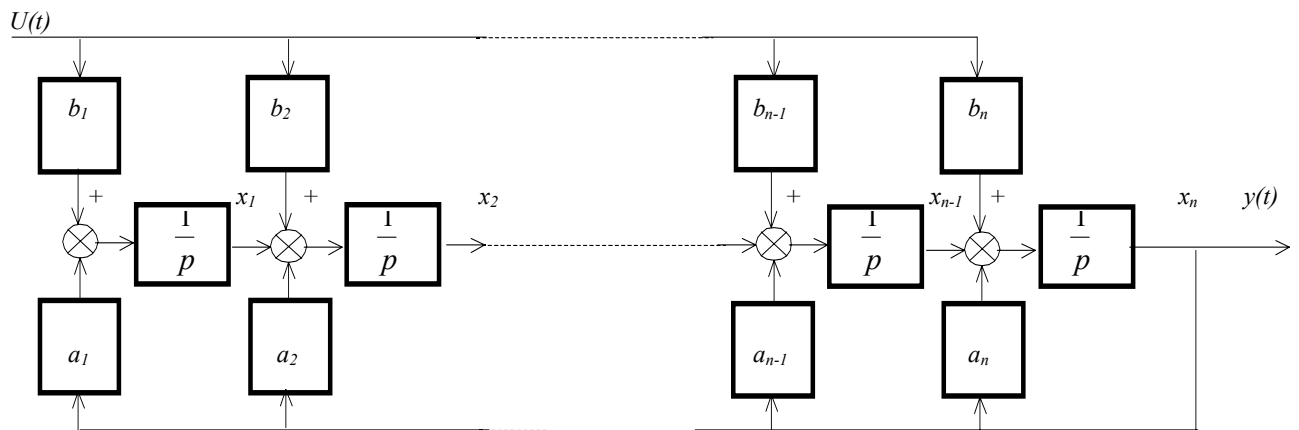 U(t)
b₁ b₂ bₙ₋₁ bₙ
+ x₁ + x₂ + xₙ₋₁ + xₙ y(t)
1/p 1/p 1/p 1/p
a₁ a₂ aₙ₋₁ aₙ